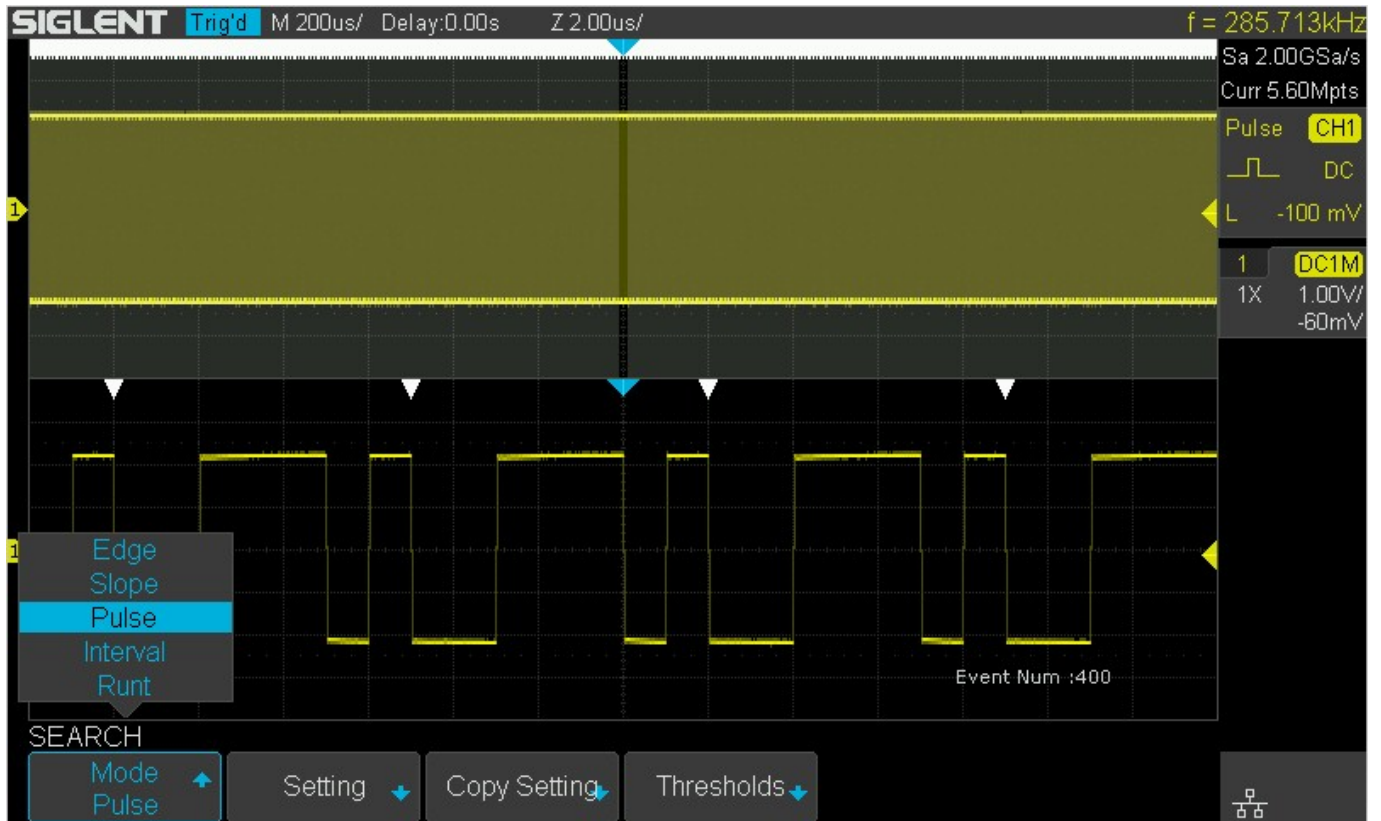 SIGLENT Trig'd M 200us/ Delay:0.00s Z 2.00us/ f = 285.713kHz
Sa 2.00GSa/s
Curr 5.60Mpts
Pulse CH1
DC
L -100 mV
1 DC1M
1X 1.00V/
-60mV
1
1
Edge
Slope
Pulse
Interval
Runt
Event Num :400
SEARCH
Mode
Pulse
Setting
Copy Setting
Thresholds